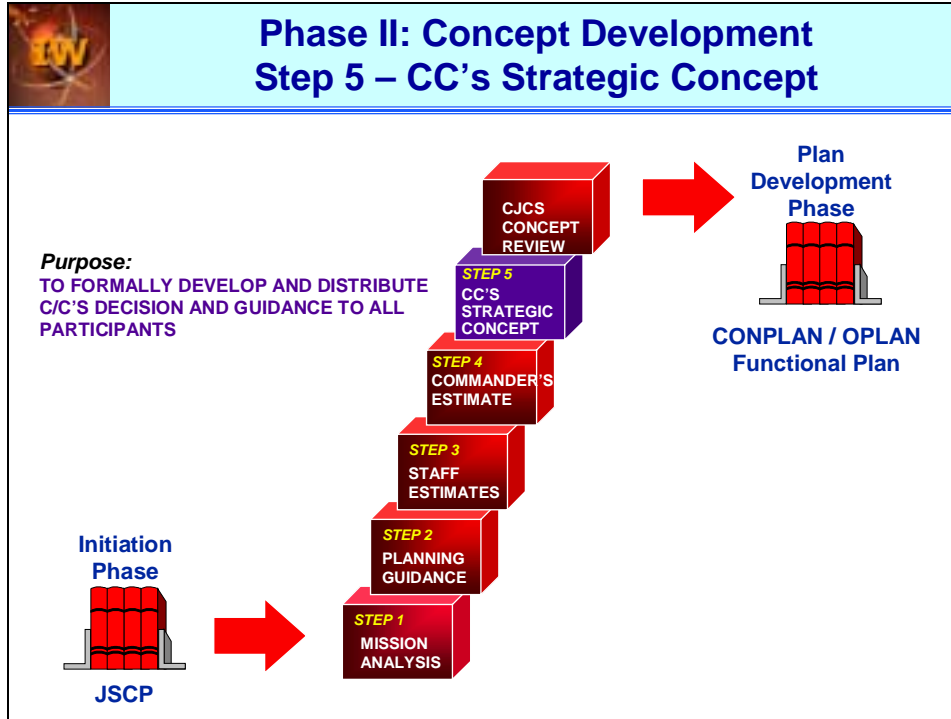 IW
Phase II: Concept Development
Step 5 – CC's Strategic Concept
Plan
Development
Phase
CONPLAN / OPLAN
Functional Plan
CJCS
CONCEPT
REVIEW
Purpose:
TO FORMALLY DEVELOP AND DISTRIBUTE
C/C'S DECISION AND GUIDANCE TO ALL
PARTICIPANTS
STEP 5
CC'S
STRATEGIC
CONCEPT
STEP 4
COMMANDER'S
ESTIMATE
STEP 3
STAFF
ESTIMATES
STEP 2
PLANNING
GUIDANCE
STEP 1
MISSION
ANALYSIS
Initiation
Phase
JSCP